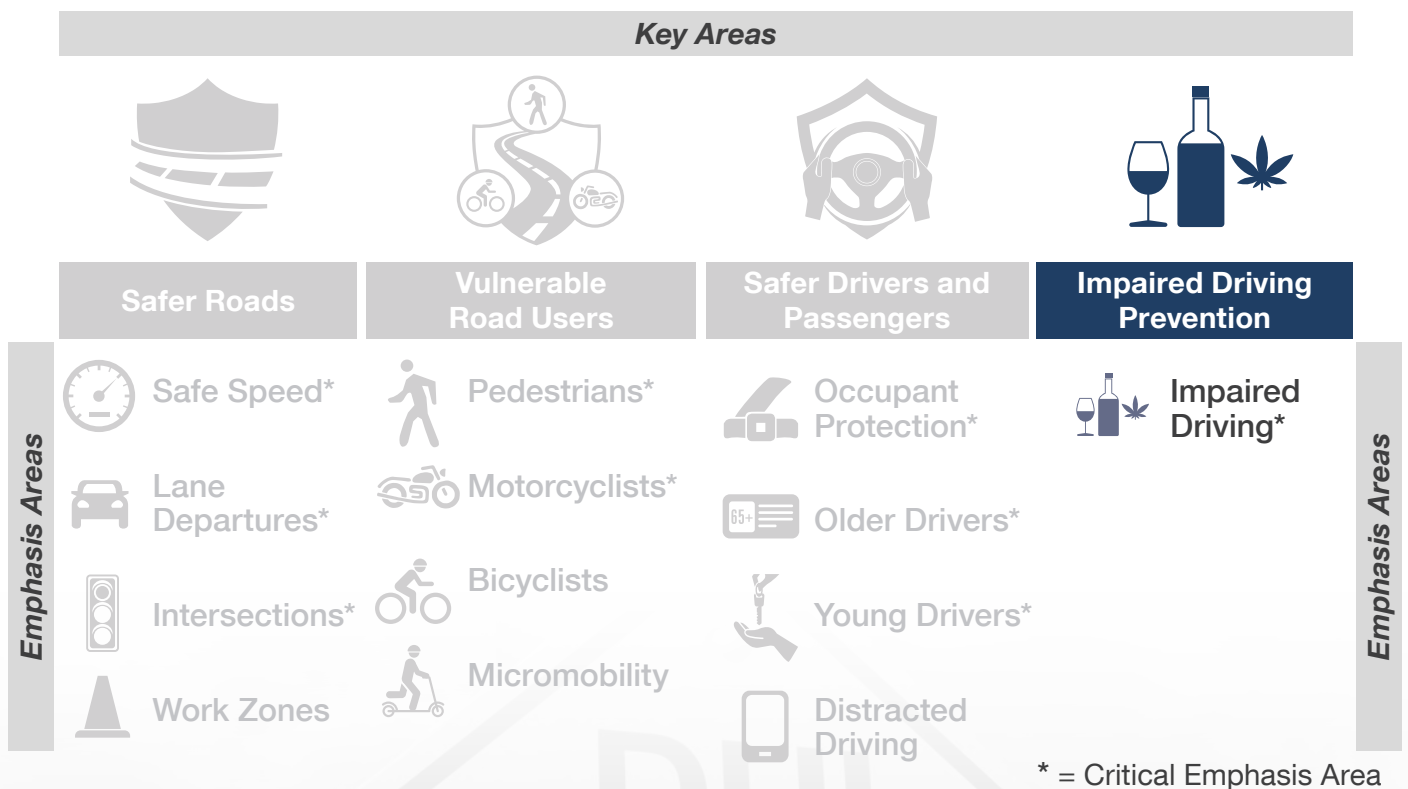 Key Areas
Safer Roads
Vulnerable
Road Users
Safer Drivers and
Passengers
Impaired Driving
Prevention
Emphasis Areas
Safe Speed*
Lane
Departures*
Intersections*
Work Zones
Pedestrians*
Motorcyclists*
Bicyclists
Micromobility
Occupant
Protection*
65+
Older Drivers*
Young Drivers*
Distracted
Driving
Impaired
Driving*
Emphasis Areas
DUI
* = Critical Emphasis Area